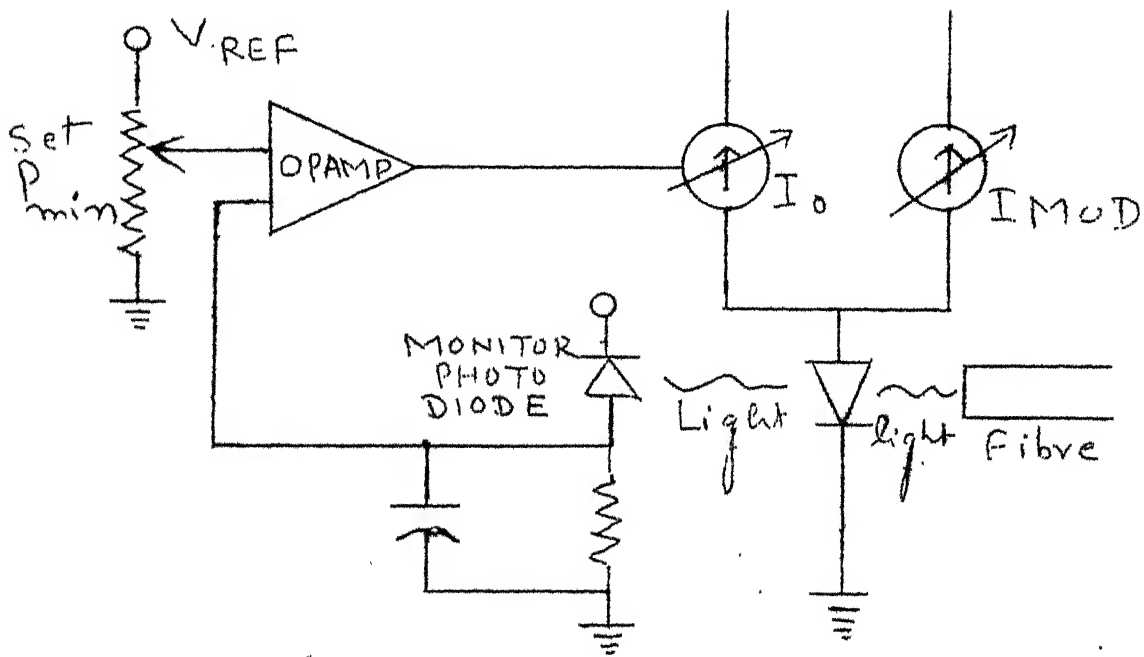 V.REF
Set
Pmin
OPAMP
I0
IMOD
MONITOR
PHOTO
DIODE
Light
light
Fibre